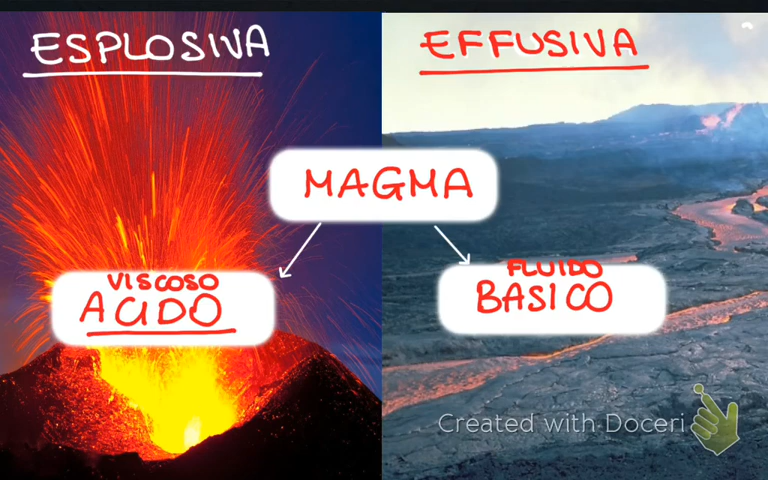 ESPLOSIVA
EFFUSIVA
MAGMA
VISCOSO
ACIDO
FLUIDO
BASICO
Created with Doceri